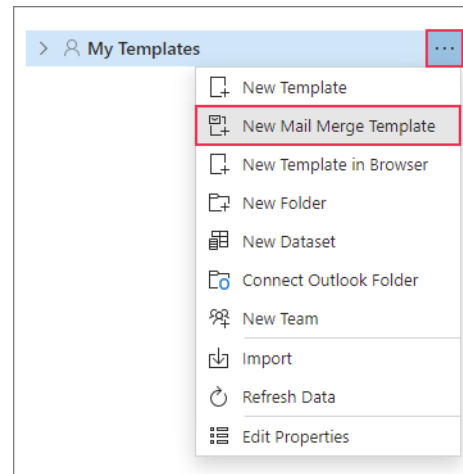 My Templates
New Template
New Mail Merge Template
New Template in Browser
New Folder
New Dataset
Connect Outlook Folder
New Team
Import
Refresh Data
Edit Properties